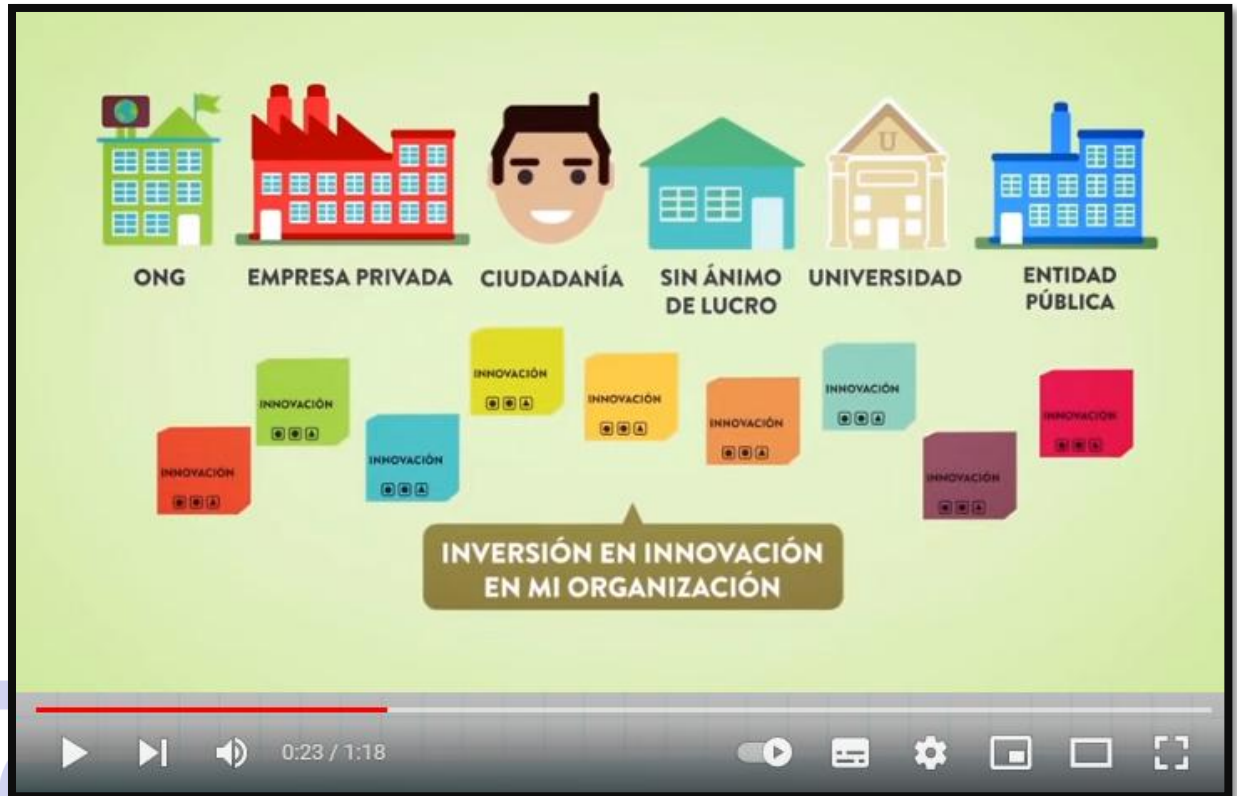 U
ONG
EMPRESA PRIVADA
CIUDADANÍA
SIN ÁNIMO
DE LUCRO
UNIVERSIDAD
ENTIDAD
PÚBLICA
INNOVACIÓN
INNOVACIÓN
INNOVACIÓN
INNOVACIÓN
INNOVACIÓN
INNOVACIÓN
INNOVACIÓN
INNOVACIÓN
INNOVACIÓN
INVERSIÓN EN INNOVACIÓN
EN MI ORGANIZACIÓN
0:23 / 1:18